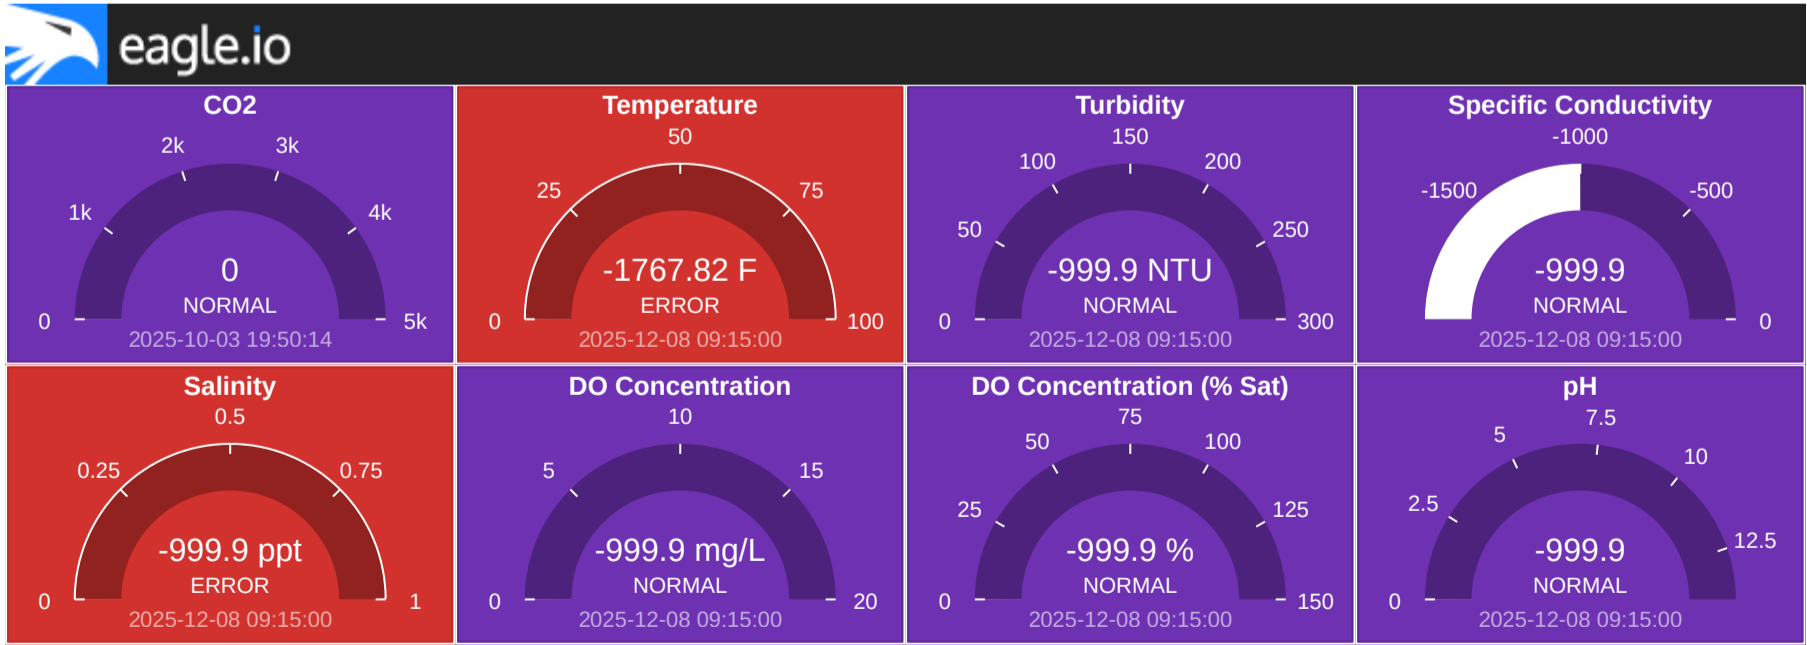 eagle.io
CO2
2k
3k
1k
4k
0
NORMAL
0
5k
2025-10-03 19:50:14
Temperature
50
25
75
-1767.82 F
ERROR
0
100
2025-12-08 09:15:00
Turbidity
150
100
200
50
250
-999.9 NTU
NORMAL
0
300
2025-12-08 09:15:00
Specific Conductivity
-1000
-1500
-500
-999.9
NORMAL
0
2025-12-08 09:15:00
Salinity
0.5
0.25
0.75
-999.9 ppt
ERROR
0
1
2025-12-08 09:15:00
DO Concentration
10
5
15
-999.9 mg/L
NORMAL
0
20
2025-12-08 09:15:00
DO Concentration (% Sat)
75
50
100
25
125
-999.9 %
NORMAL
0
150
2025-12-08 09:15:00
pH
7.5
5
10
2.5
12.5
-999.9
NORMAL
0
2025-12-08 09:15:00